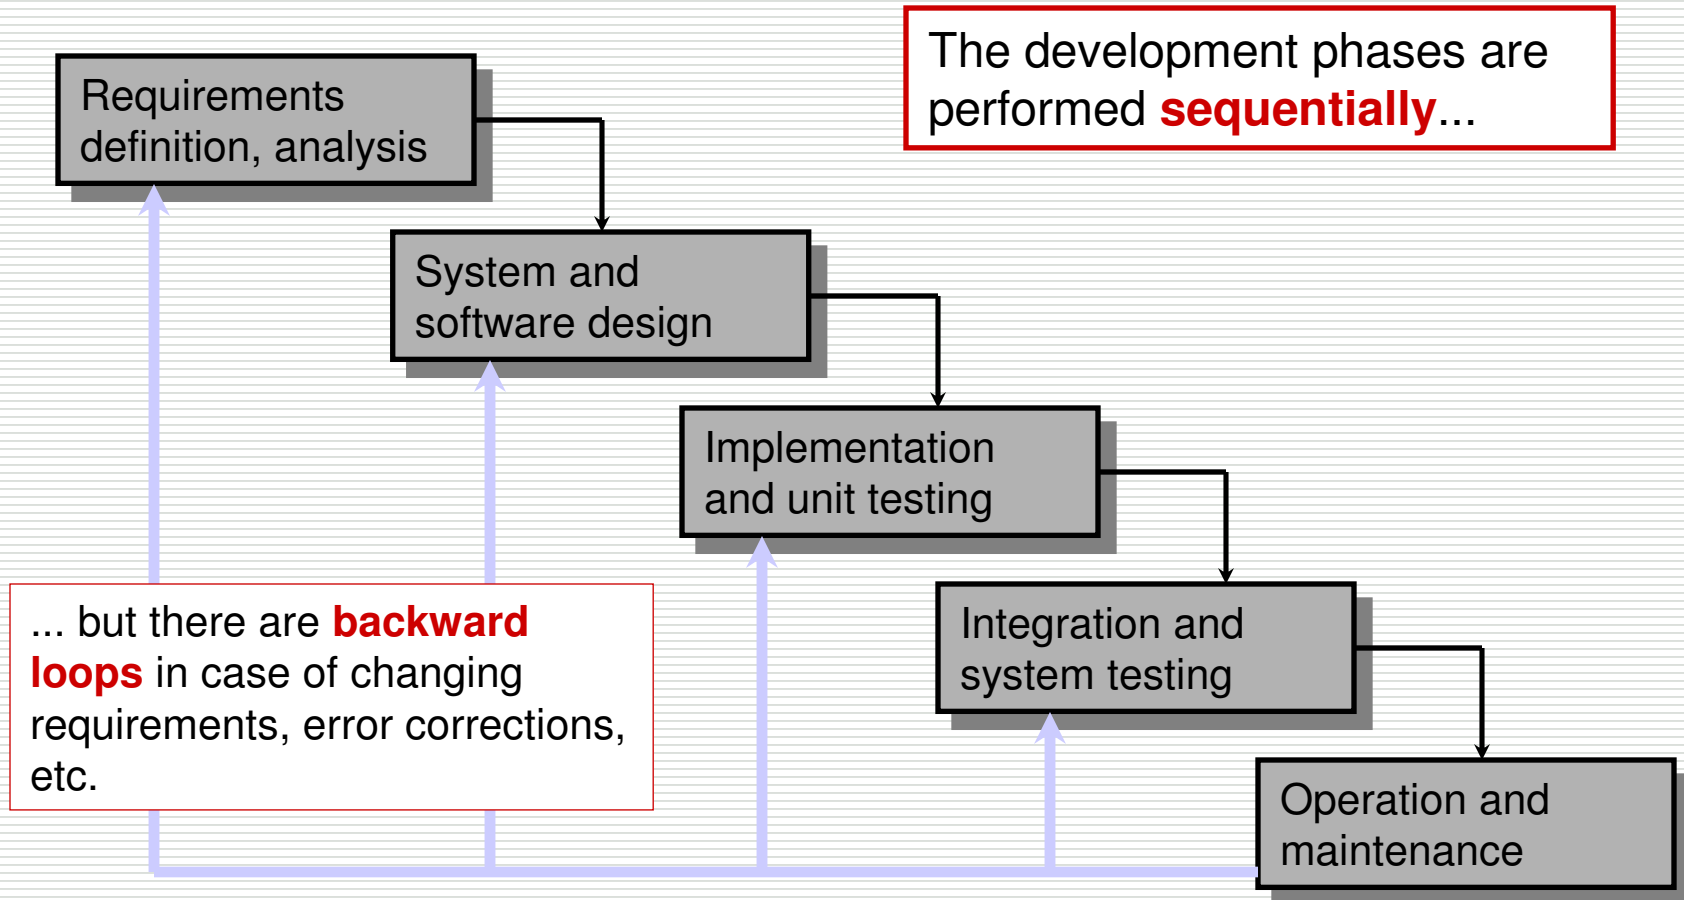 The development phases are
performed sequentially...
Requirements
definition, analysis
System and
software design
Implementation
and unit testing
... but there are backward
loops in case of changing
requirements, error corrections,
etc.
Integration and
system testing
Operation and
maintenance